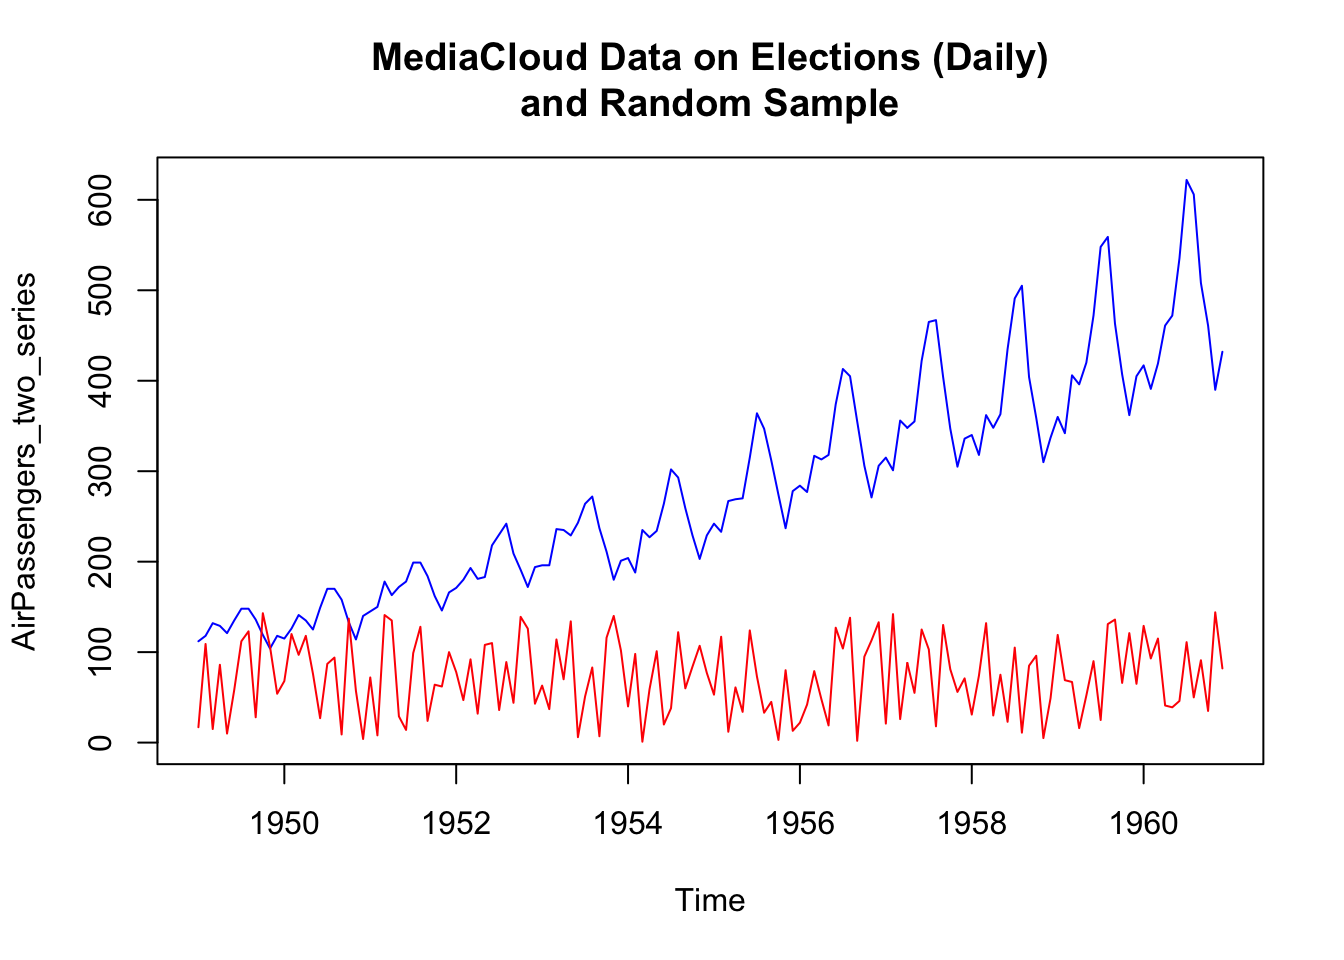 MediaCloud Data on Elections (Daily)
and Random Sample
AirPassengers_two_series
600
500
400
300
200
100
0
1950 1952 1954 1956 1958 1960
Time